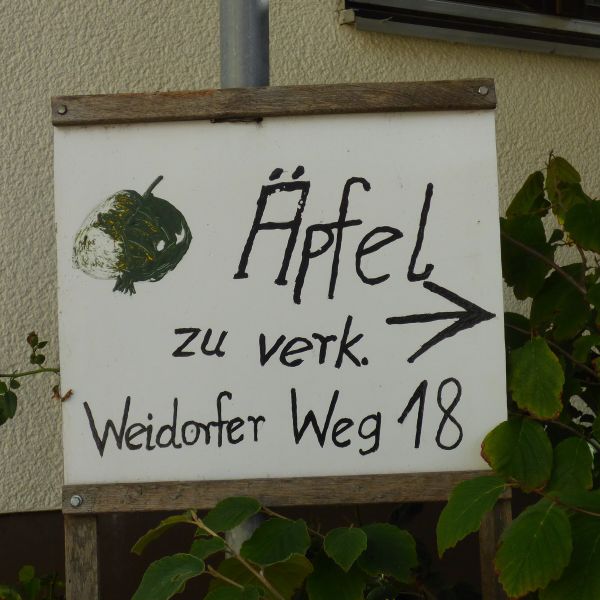 Äpfel
zu verk.
Weidorfer Weg 18